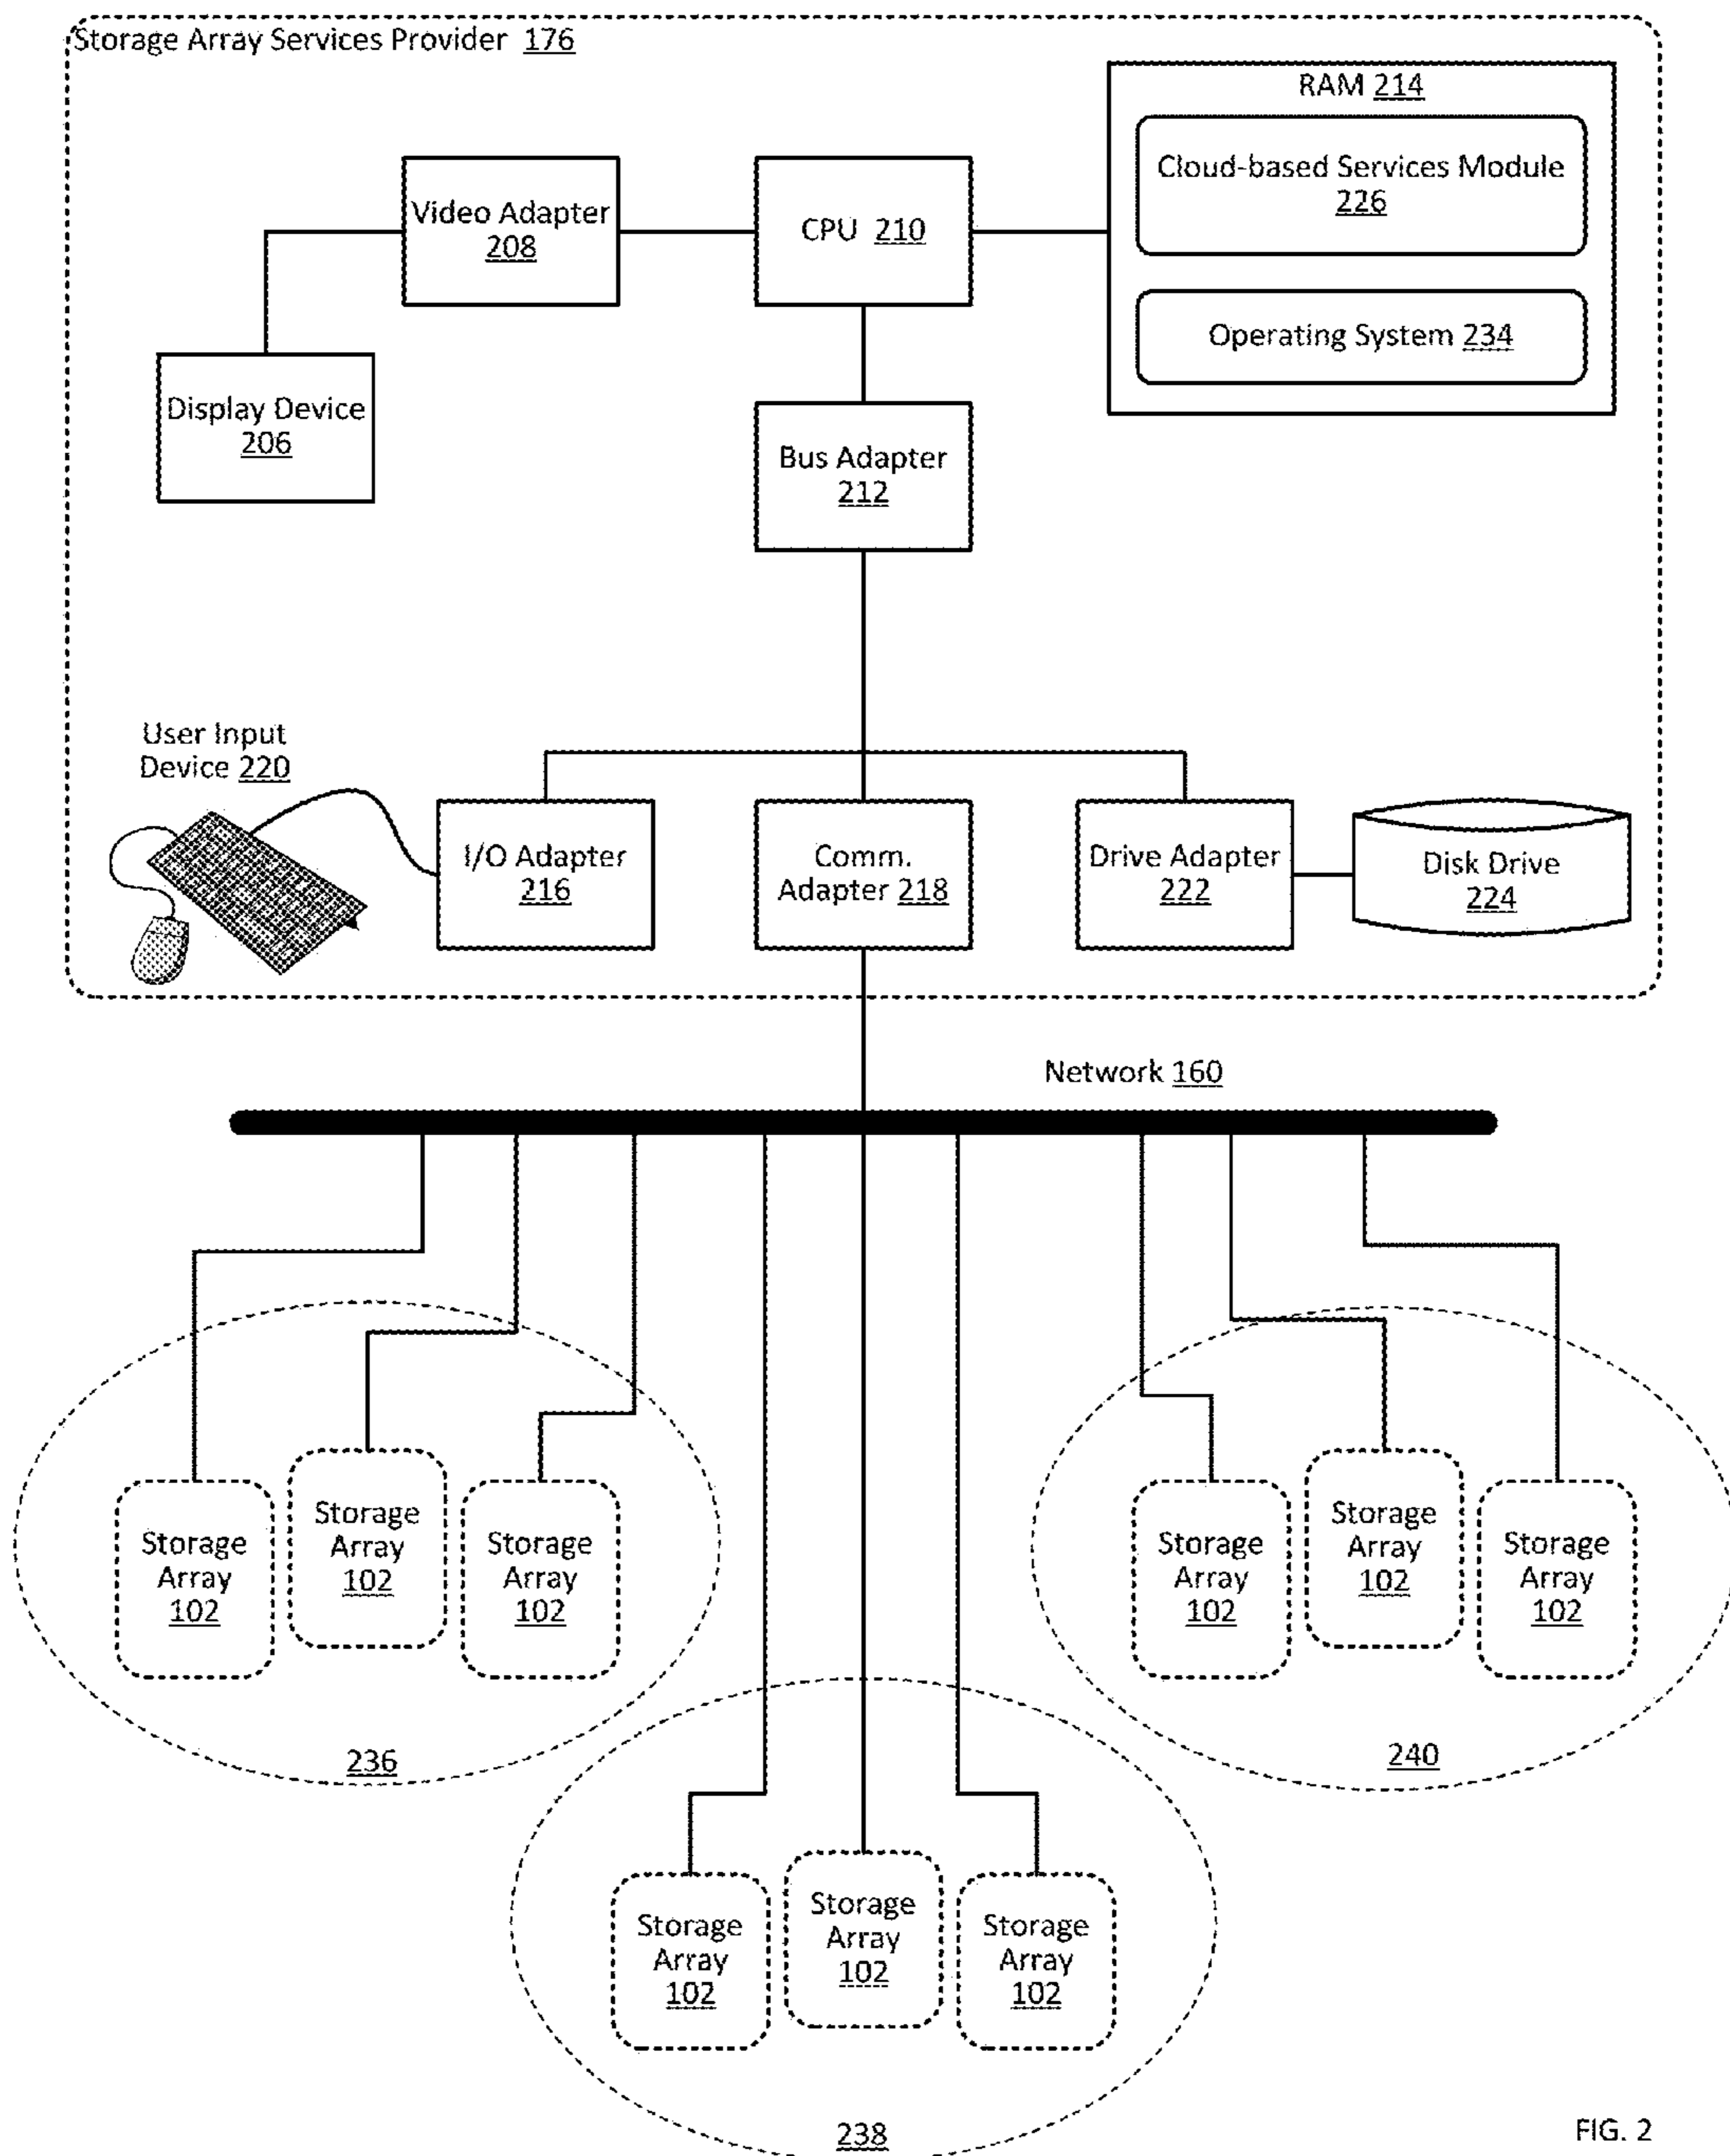 Storage Array Services Provider 176
RAM 214
Cloud-based Services Module
226
Operating System 234
Video Adapter
208
CPU 210
Display Device
206
Bus Adapter
212
User Input
Device 220
I/O Adapter
216
Comm.
Adapter 218
Drive Adapter
222
Disk Drive
224
Network 160
Storage
Array
102
Storage
Array
102
Storage
Array
102
236
Storage
Array
102
Storage
Array
102
Storage
Array
102
240
Storage
Array
102
Storage
Array
102
Storage
Array
102
238
FIG. 2